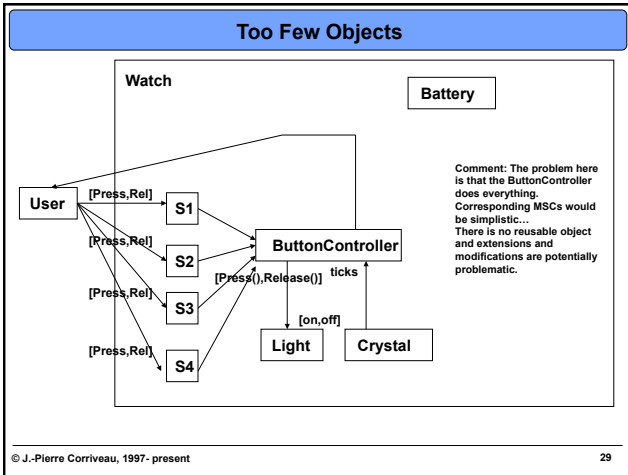 Too Few Objects
Watch
Battery
Comment: The problem here
is that the ButtonController
does everything.
Corresponding MSCs would
be simplistic…
There is no reusable object
and extensions and
modifications are potentially
problematic.
User
[Press,Rel]
S1
[Press,Rel]
S2
ButtonController
[Press(),Release()]
ticks
[Press,Rel]
S3
[on,off]
Light
Crystal
[Press,Rel]
S4
© J.-Pierre Corriveau, 1997- present
29